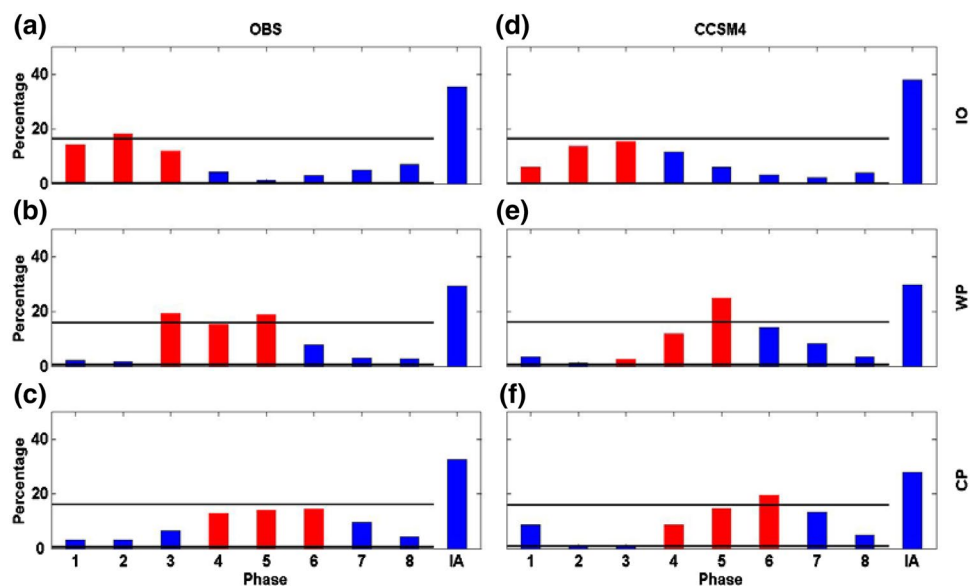 (a) OBS (d) CCSM4
Percentage 40 20 0 IO
(b) (e)
Percentage 40 20 0 WP
(c) (f)
Percentage 40 20 0 CP
1 2 3 4 5 6 7 8 IA 1 2 3 4 5 6 7 8 IA
Phase Phase